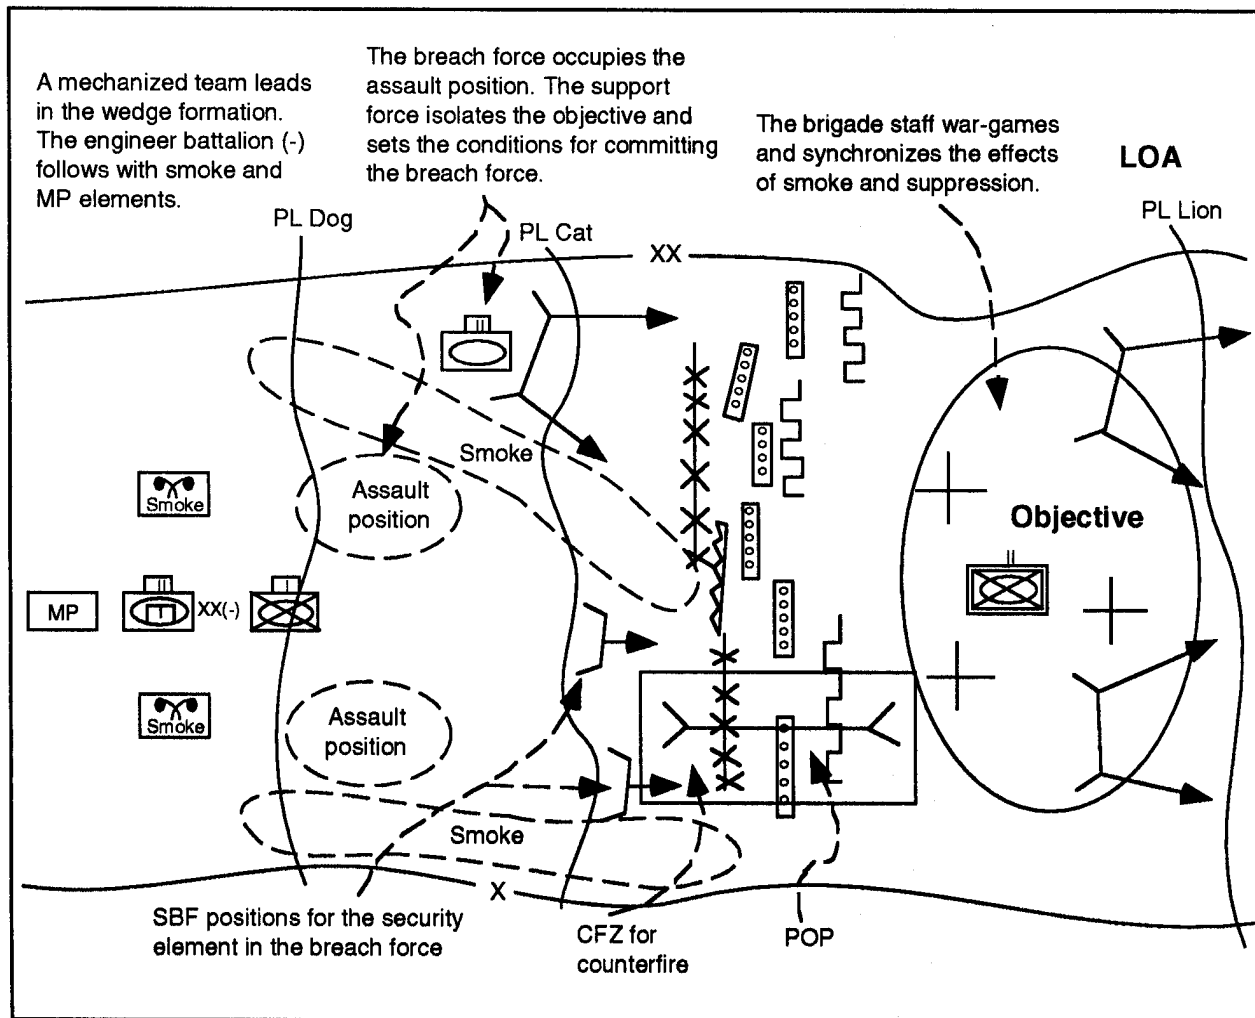 A mechanized team leads
in the wedge formation.
The engineer battalion (-)
follows with smoke and
MP elements.
The breach force occupies the
assault position. The support
force isolates the objective and
sets the conditions for committing
the breach force.
The brigade staff war-games
and synchronizes the effects
of smoke and suppression.
LOA
PL Dog
PL Cat
PL Lion
XX
Smoke
Smoke
Assault
position
Objective
MP
XX(-)
Smoke
Assault
position
Smoke
X
SBF positions for the security
element in the breach force
CFZ for
counterfire
POP